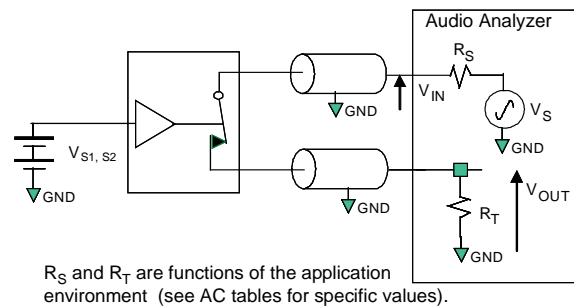 Audio Analyzer
R_S
V_IN
GND
V_S
V_S1, S2
GND
GND
GND
V_OUT
R_T
GND
R_S and R_T are functions of the application
environment (see AC tables for specific values).